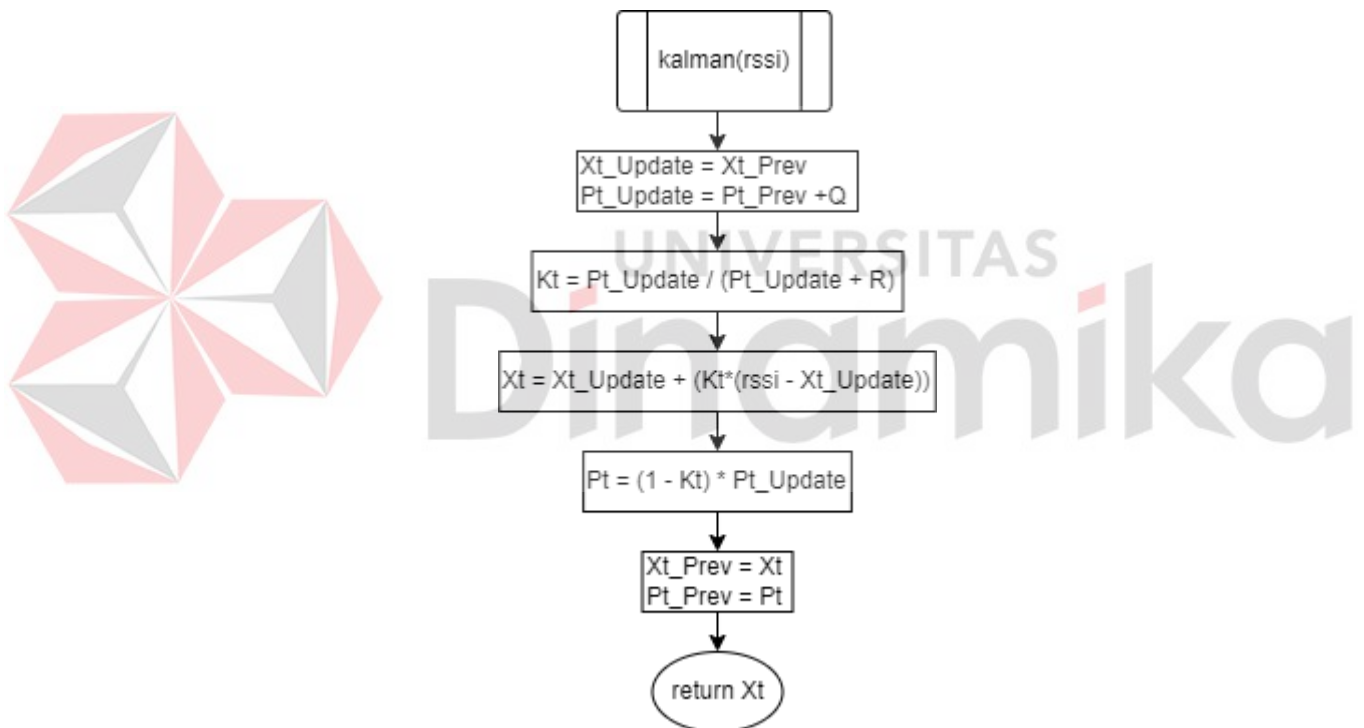 kalman(rssi)
Xt_Update = Xt_Prev
Pt_Update = Pt_Prev +Q
UNIVERSITAS
Dinamika
Kt = Pt_Update / (Pt_Update + R)
Xt = Xt_Update + (Kt*(rssi - Xt_Update))
Pt = (1 - Kt) * Pt_Update
Xt_Prev = Xt
Pt_Prev = Pt
return Xt